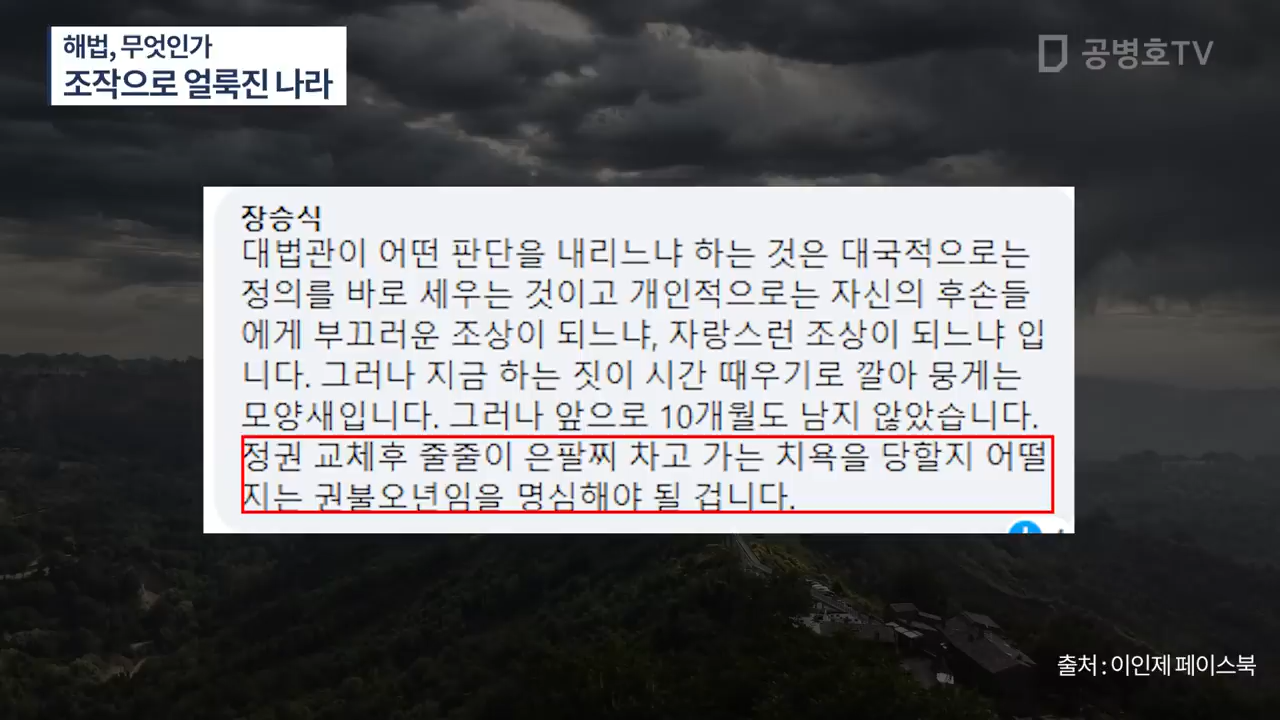 해법, 무엇인가
조작으로 얼룩진 나라
공병호TV
장승식
대법관이 어떤 판단을 내리느냐 하는 것은 대국적으로는
정의를 바로 세우는 것이고 개인적으로는 자신의 후손들
에게 부끄러운 조상이 되느냐, 자랑스런 조상이 되느냐 입
니다. 그러나 지금 하는 짓이 시간 때우기로 깔아 뭉게는
모양새입니다. 그러나 앞으로 10개월도 남지 않았습니다.
정권 교체후 줄줄이 은팔찌 차고 가는 치욕을 당할지 어떨
지는 권불오년임을 명심해야 될 겁니다.
출처 : 이인제 페이스북